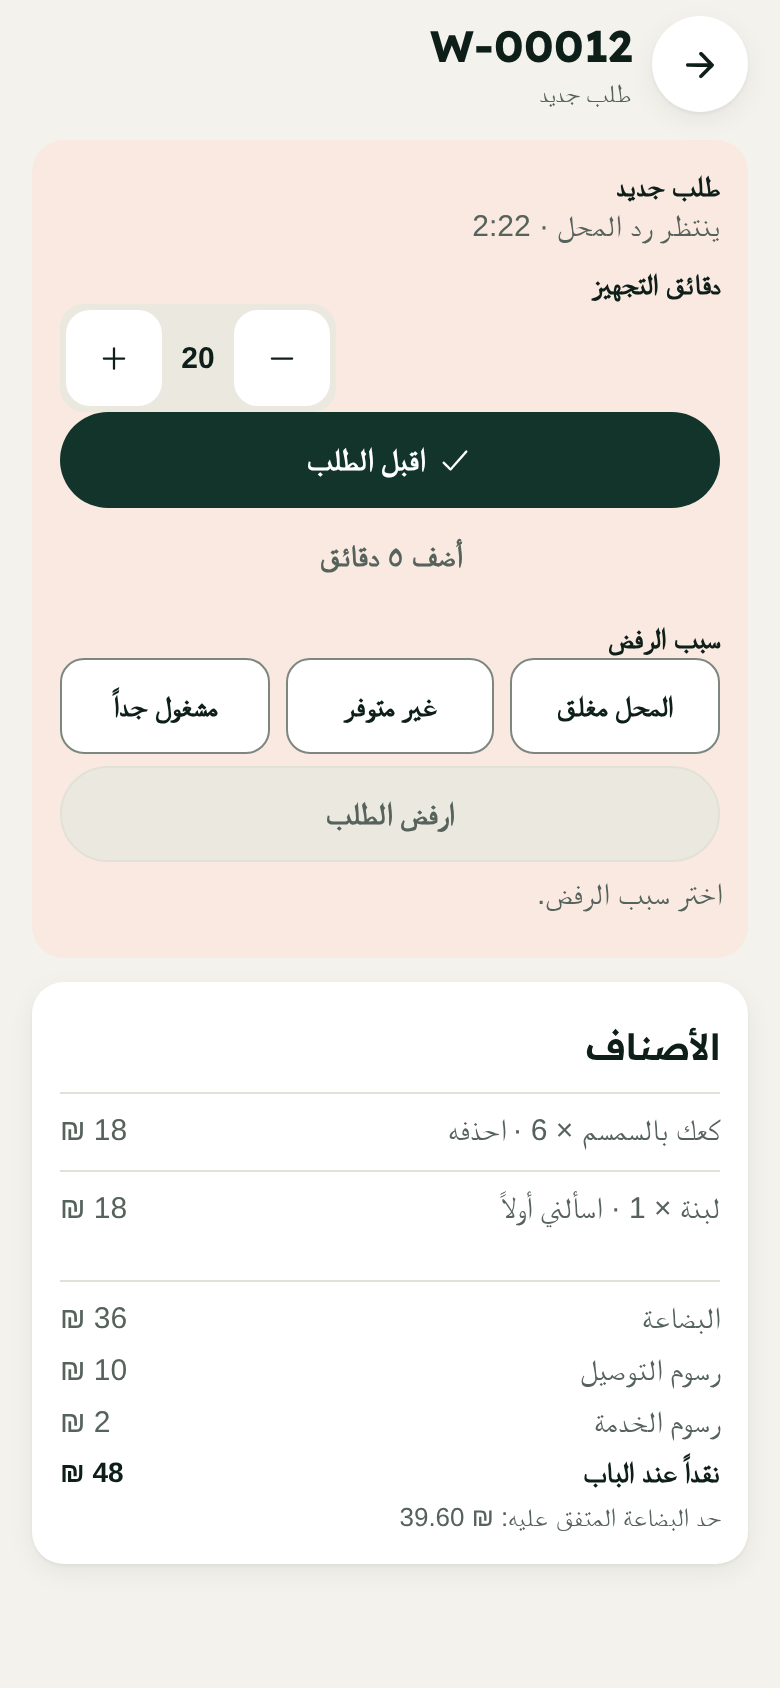 W-00012
طلب جديد
طلب جديد
ينتظر رد المحل · 2:22
دقائق التجهيز
− 20 +
اقبل الطلب
أضف ٥ دقائق
سبب الرفض
المحل مغلق
غير متوفر
مشغول جداً
ارفض الطلب
اختر سبب الرفض.
الأصناف
كعك بالسمسم × 6 · احذفه
18 ₪
لبنة × 1 · اسألني أولاً
18 ₪
البضاعة
36 ₪
رسوم التوصيل
10 ₪
رسوم الخدمة
2 ₪
نقداً عند الباب
48 ₪
حد البضاعة المتفق عليه: ₪ 39.60